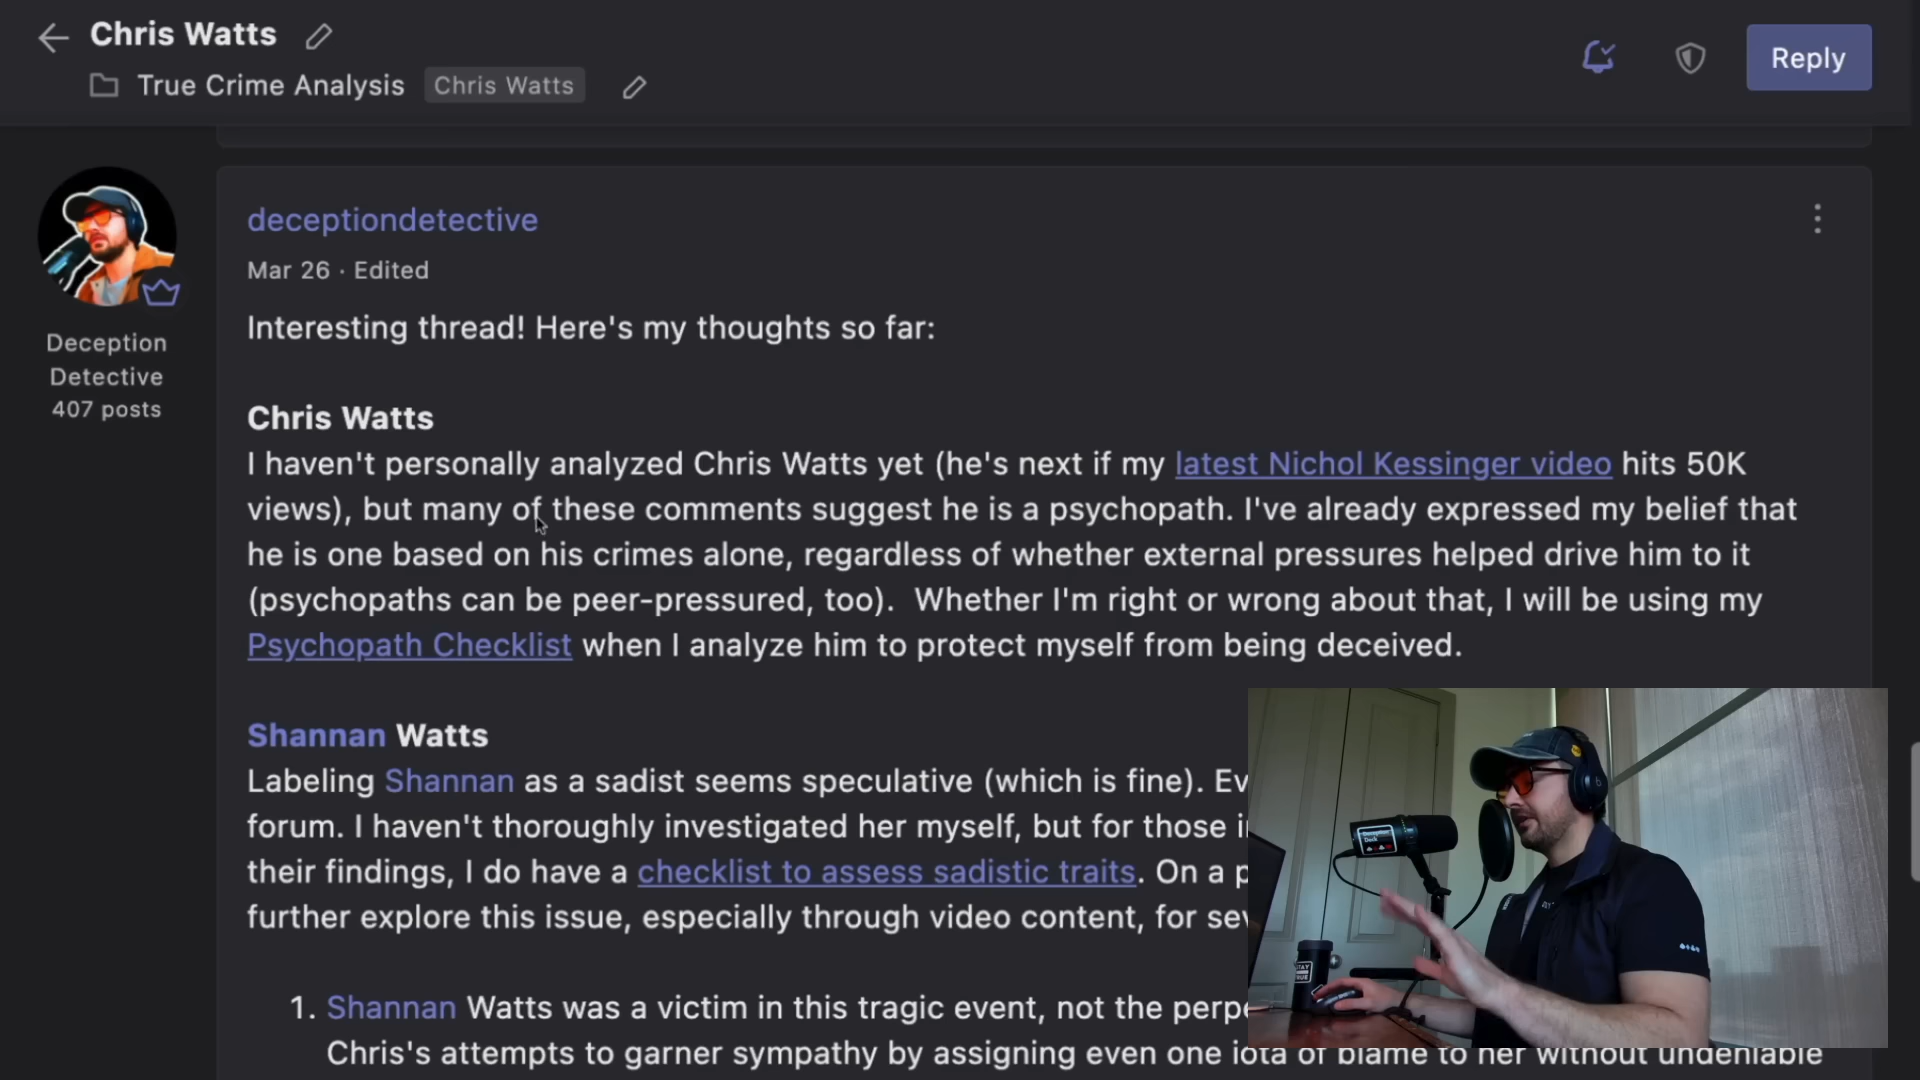 Chris Watts
True Crime Analysis Chris Watts
Reply
deceptiondetective
Mar 26 · Edited
Deception
Detective
407 posts
Interesting thread! Here's my thoughts so far:
Chris Watts
I haven't personally analyzed Chris Watts yet (he's next if my latest Nichol Kessinger video hits 50K
views), but many of these comments suggest he is a psychopath. I've already expressed my belief that
he is one based on his crimes alone, regardless of whether external pressures helped drive him to it
(psychopaths can be peer-pressured, too). Whether I'm right or wrong about that, I will be using my
Psychopath Checklist when I analyze him to protect myself from being deceived.
Shannan Watts
Labeling Shannan as a sadist seems speculative (which is fine). Ev
forum. I haven't thoroughly investigated her myself, but for those i
their findings, I do have a checklist to assess sadistic traits. On a p
further explore this issue, especially through video content, for sev
1. Shannan Watts was a victim in this tragic event, not the perpe
Chris's attempts to garner sympathy by assigning even one iota of blame to her without undeniable
STAY
TRUE